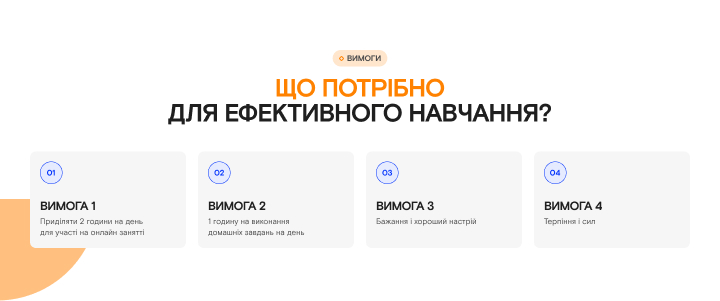 ВИМОГИ
ЩО ПОТРІБНО
ДЛЯ ЕФЕКТИВНОГО НАВЧАННЯ?
01
ВИМОГА 1
Приділяти 2 години на день
для участі на онлайн занятті
02
ВИМОГА 2
1 годину на виконання
домашніх завдань на день
03
ВИМОГА 3
Бажання і хороший настрій
04
ВИМОГА 4
Терпіння і сил